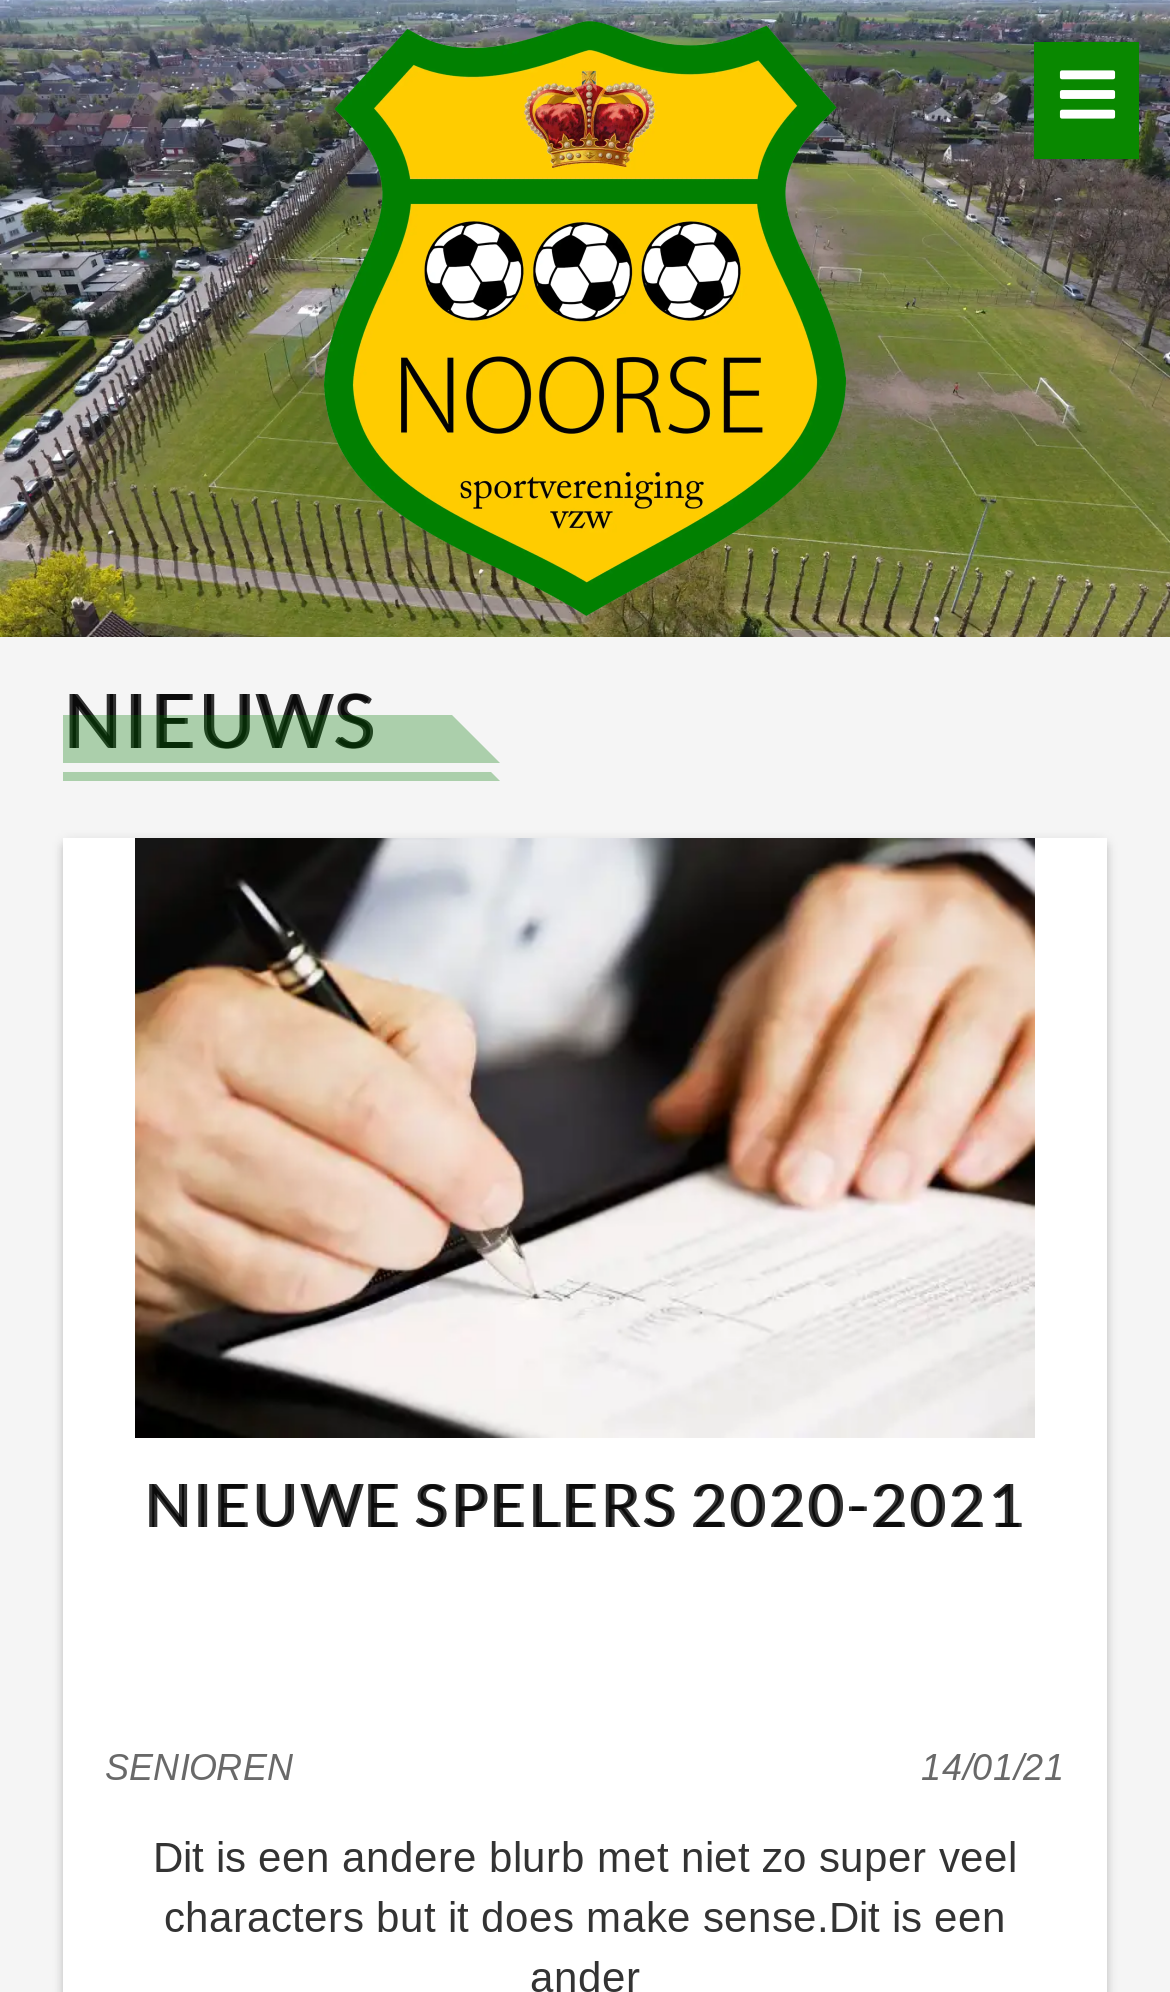 NOORSE
sportvereniging
vzw
NIEUWS
NIEUWE SPELERS 2020-2021
SENIOREN
14/01/21
Dit is een andere blurb met niet zo super veel
characters but it does make sense.Dit is een
ander